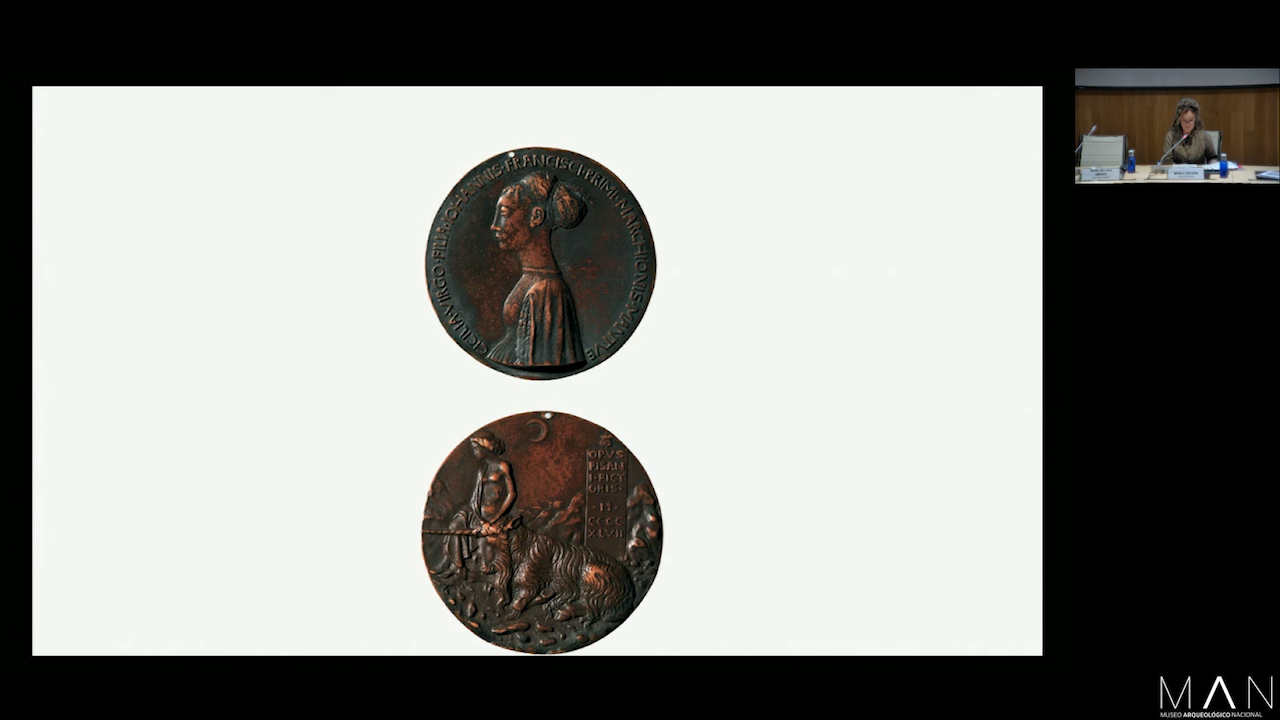 CICILIA·VIRGO·FILIA·IOHANNIS·FRANCISCI·PRIMI·MARCHIONIS·MANTVE
OPVS
PISAN
I·PICT
ORIS·
·M·
CCCC
XLVII
MAN
MUSEO ARQUEOLÓGICO NACIONAL